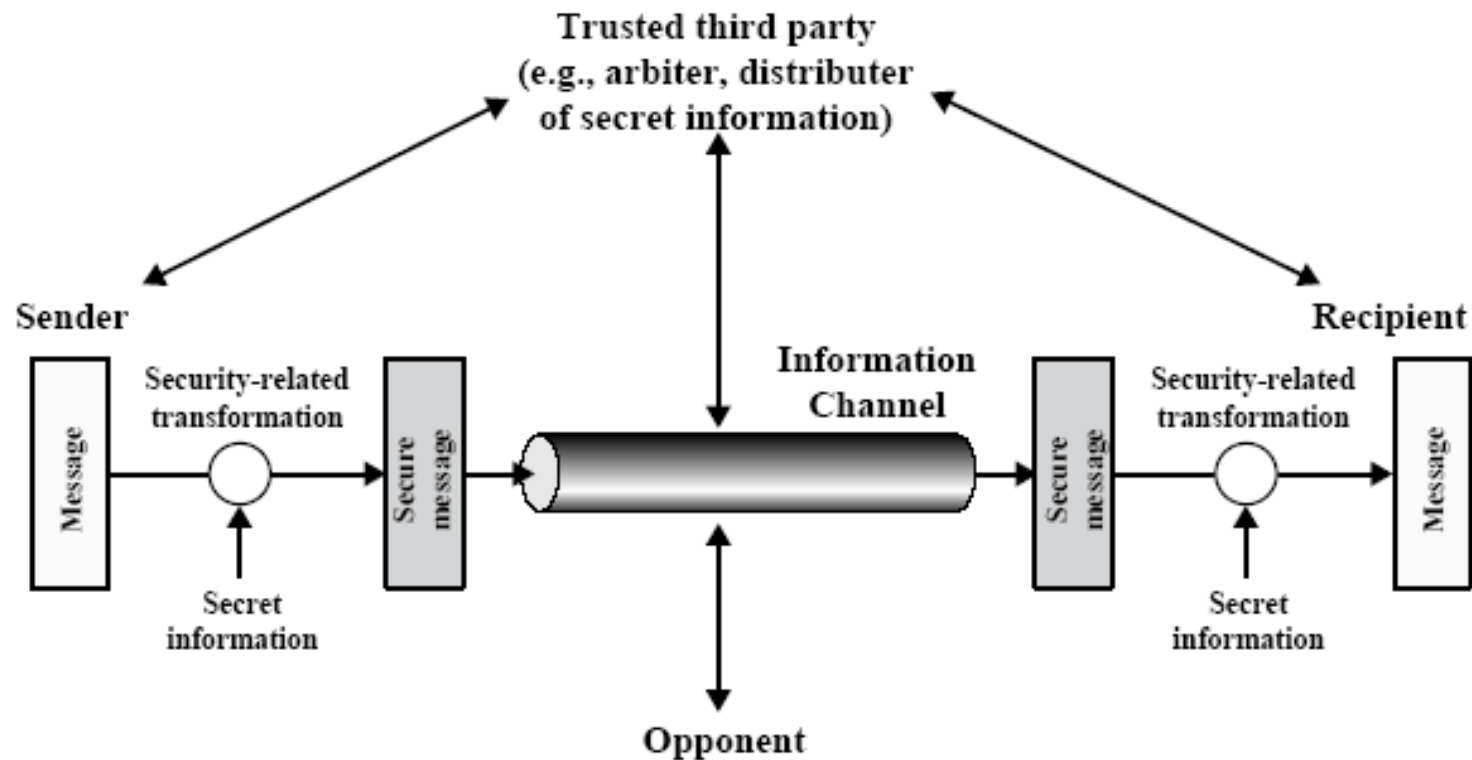 Trusted third party
(e.g., arbiter, distributer
of secret information)
Sender
Recipient
Information
Channel
Security-related
transformation
Security-related
transformation
Message
Secure
message
Secure
message
Message
Secret
information
Secret
information
Opponent